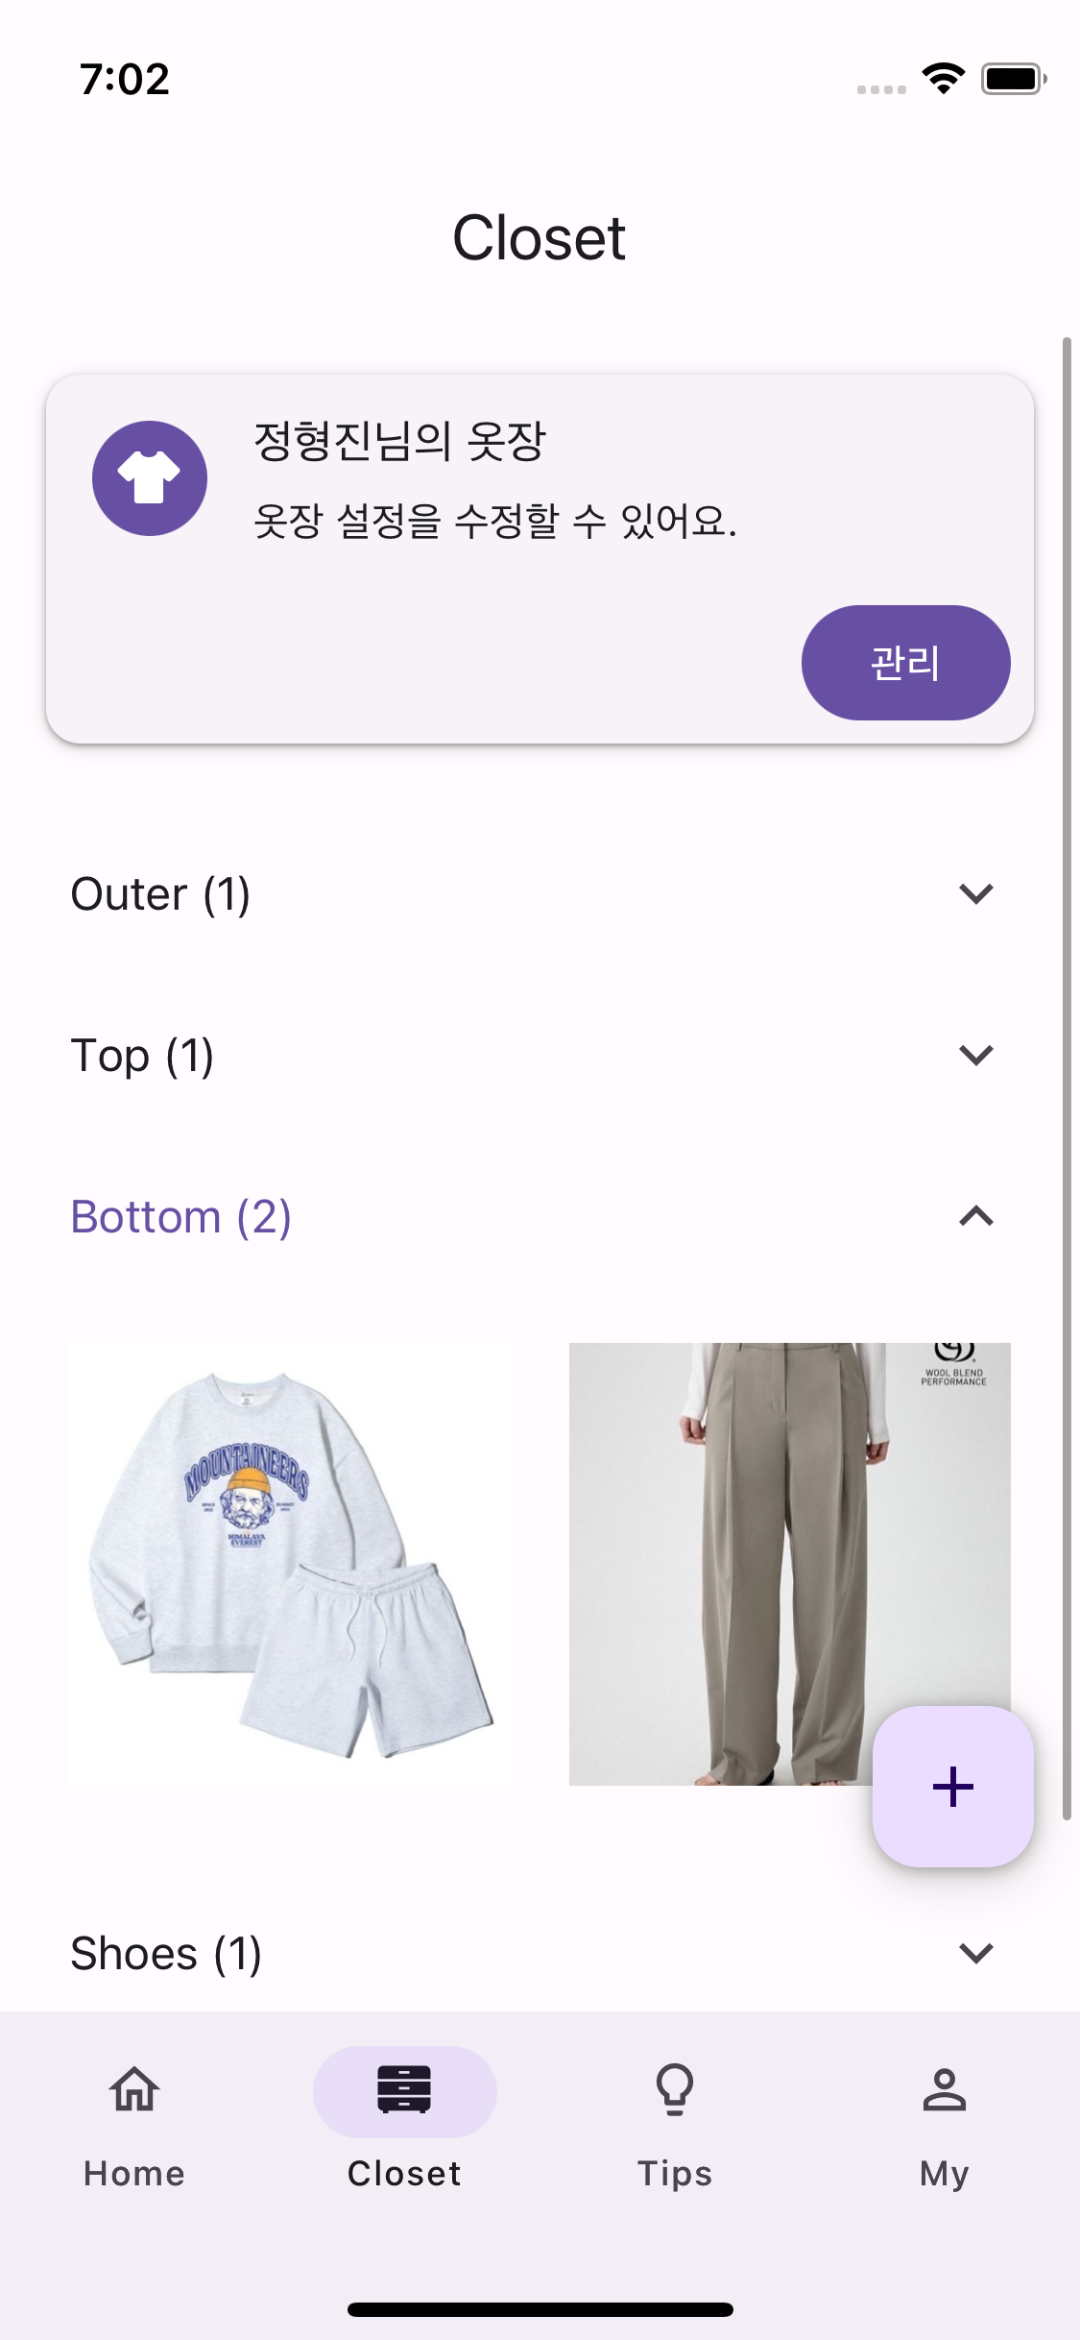 7:02
Closet
정형진님의 옷장
옷장 설정을 수정할 수 있어요.
관리
Outer (1)
Top (1)
Bottom (2)
MOUNTAINEERS
HIMALAYA
EVEREST
WOOL BLEND
PERFORMANCE
Shoes (1)
Home
Closet
Tips
My